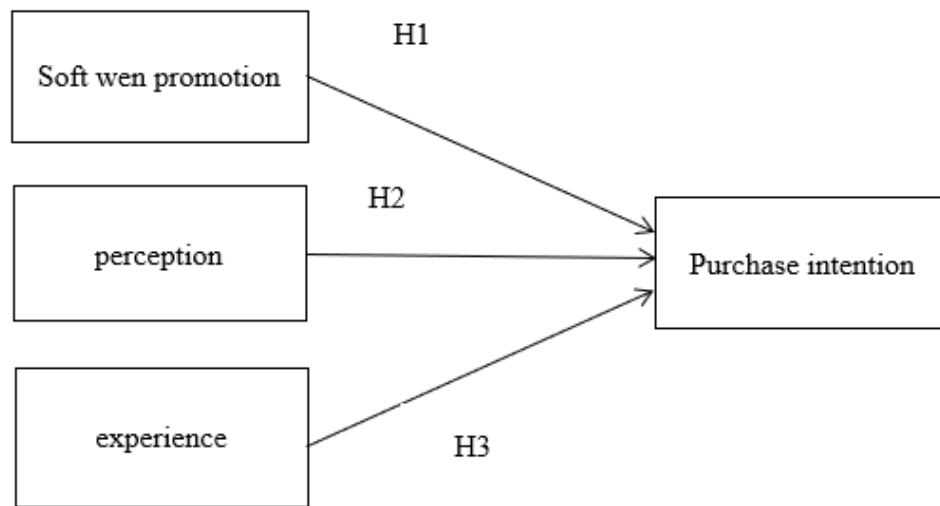 H1
Soft wen promotion
H2
perception
Purchase intention
experience
H3